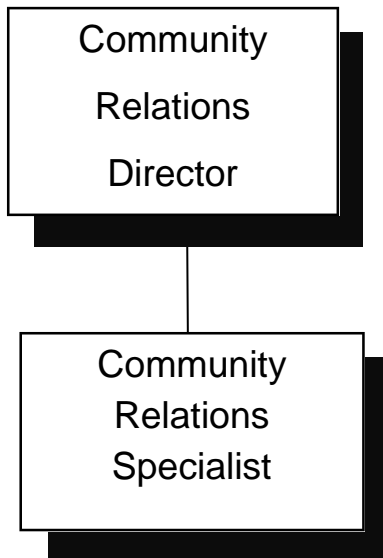 Community
Relations
Director
Community
Relations
Specialist